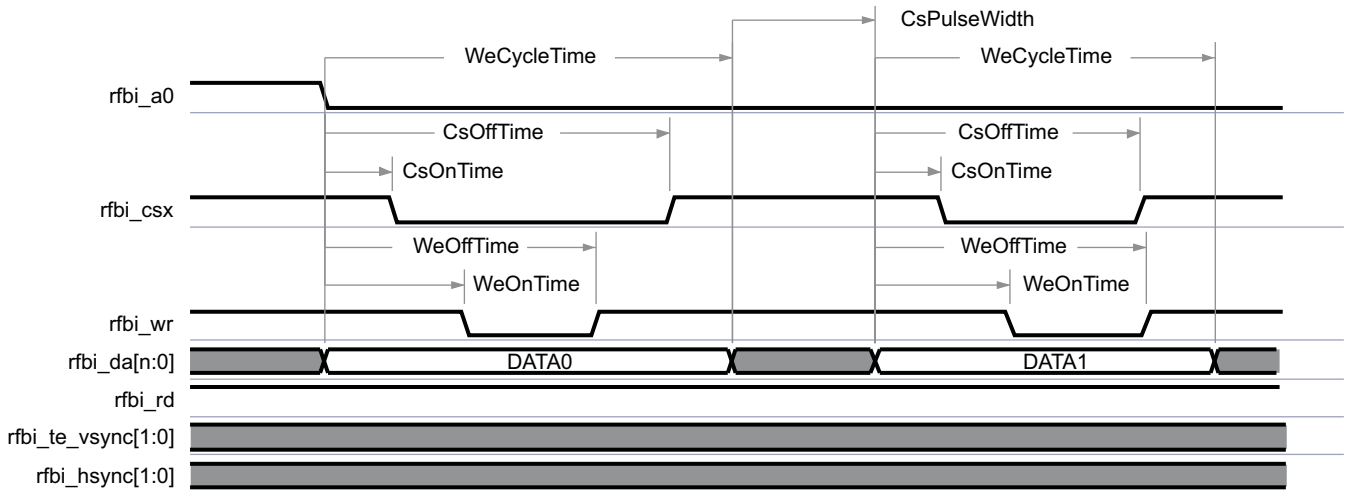 CsPulseWidth
WeCycleTime WeCycleTime
rfbi_a0
CsOffTime CsOffTime
CsOnTime CsOnTime
rfbi_csx
WeOffTime WeOffTime
WeOnTime WeOnTime
rfbi_wr
rfbi_da[n:0] DATA0 DATA1
rfbi_rd
rfbi_te_vsync[1:0]
rfbi_hsync[1:0]